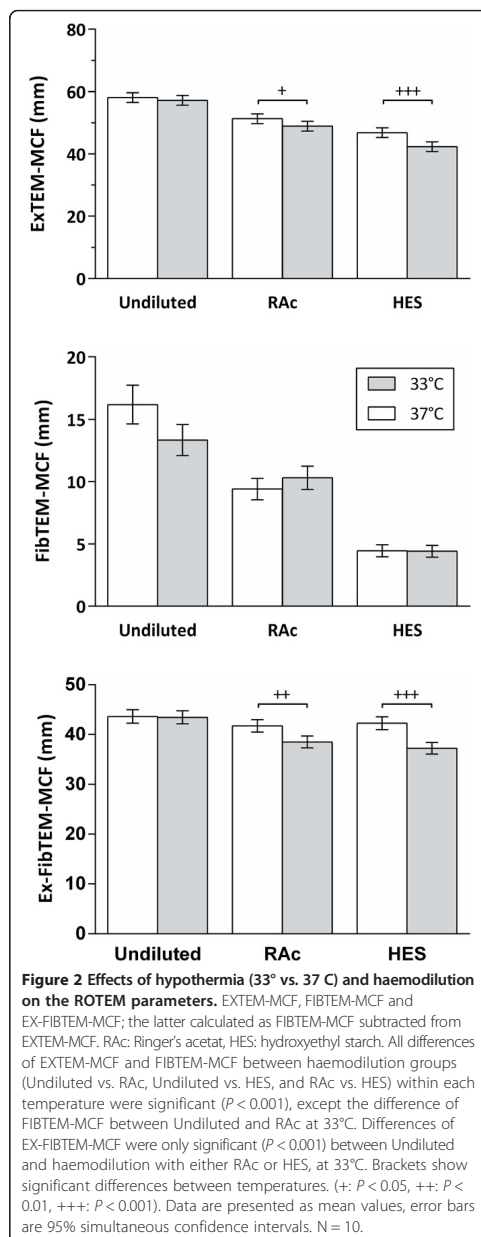 ExTEM-MCF (mm)
80
60
40
20
0
+
+++
Undiluted RAc HES
FibTEM-MCF (mm)
20
15
10
5
0
33°C
37°C
Undiluted RAc HES
Ex-FibTEM-MCF (mm)
50
40
30
20
10
0
++
+++
Undiluted RAc HES
Figure 2 Effects of hypothermia (33° vs. 37 C) and haemodilution
on the ROTEM parameters. EXTEM-MCF, FIBTEM-MCF and
EX-FIBTEM-MCF; the latter calculated as FIBTEM-MCF subtracted from
EXTEM-MCF. RAc: Ringer's acetat, HES: hydroxyethyl starch. All differences
of EXTEM-MCF and FIBTEM-MCF between haemodilution groups
(Undiluted vs. RAc, Undiluted vs. HES, and RAc vs. HES) within each
temperature were significant (P < 0.001), except the difference of
FIBTEM-MCF between Undiluted and RAc at 33°C. Differences of
EX-FIBTEM-MCF were only significant (P < 0.001) between Undiluted
and haemodilution with either RAc or HES, at 33°C. Brackets show
significant differences between temperatures. (+: P < 0.05, ++: P <
0.01, +++: P < 0.001). Data are presented as mean values, error bars
are 95% simultaneous confidence intervals. N = 10.